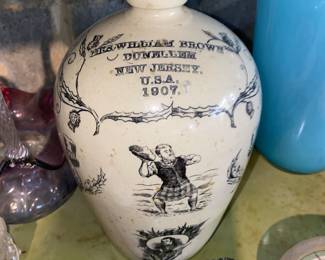 MRS. WILLIAM BROWN
DUNELLEN
NEW JERSEY.
U.S.A.
1907.